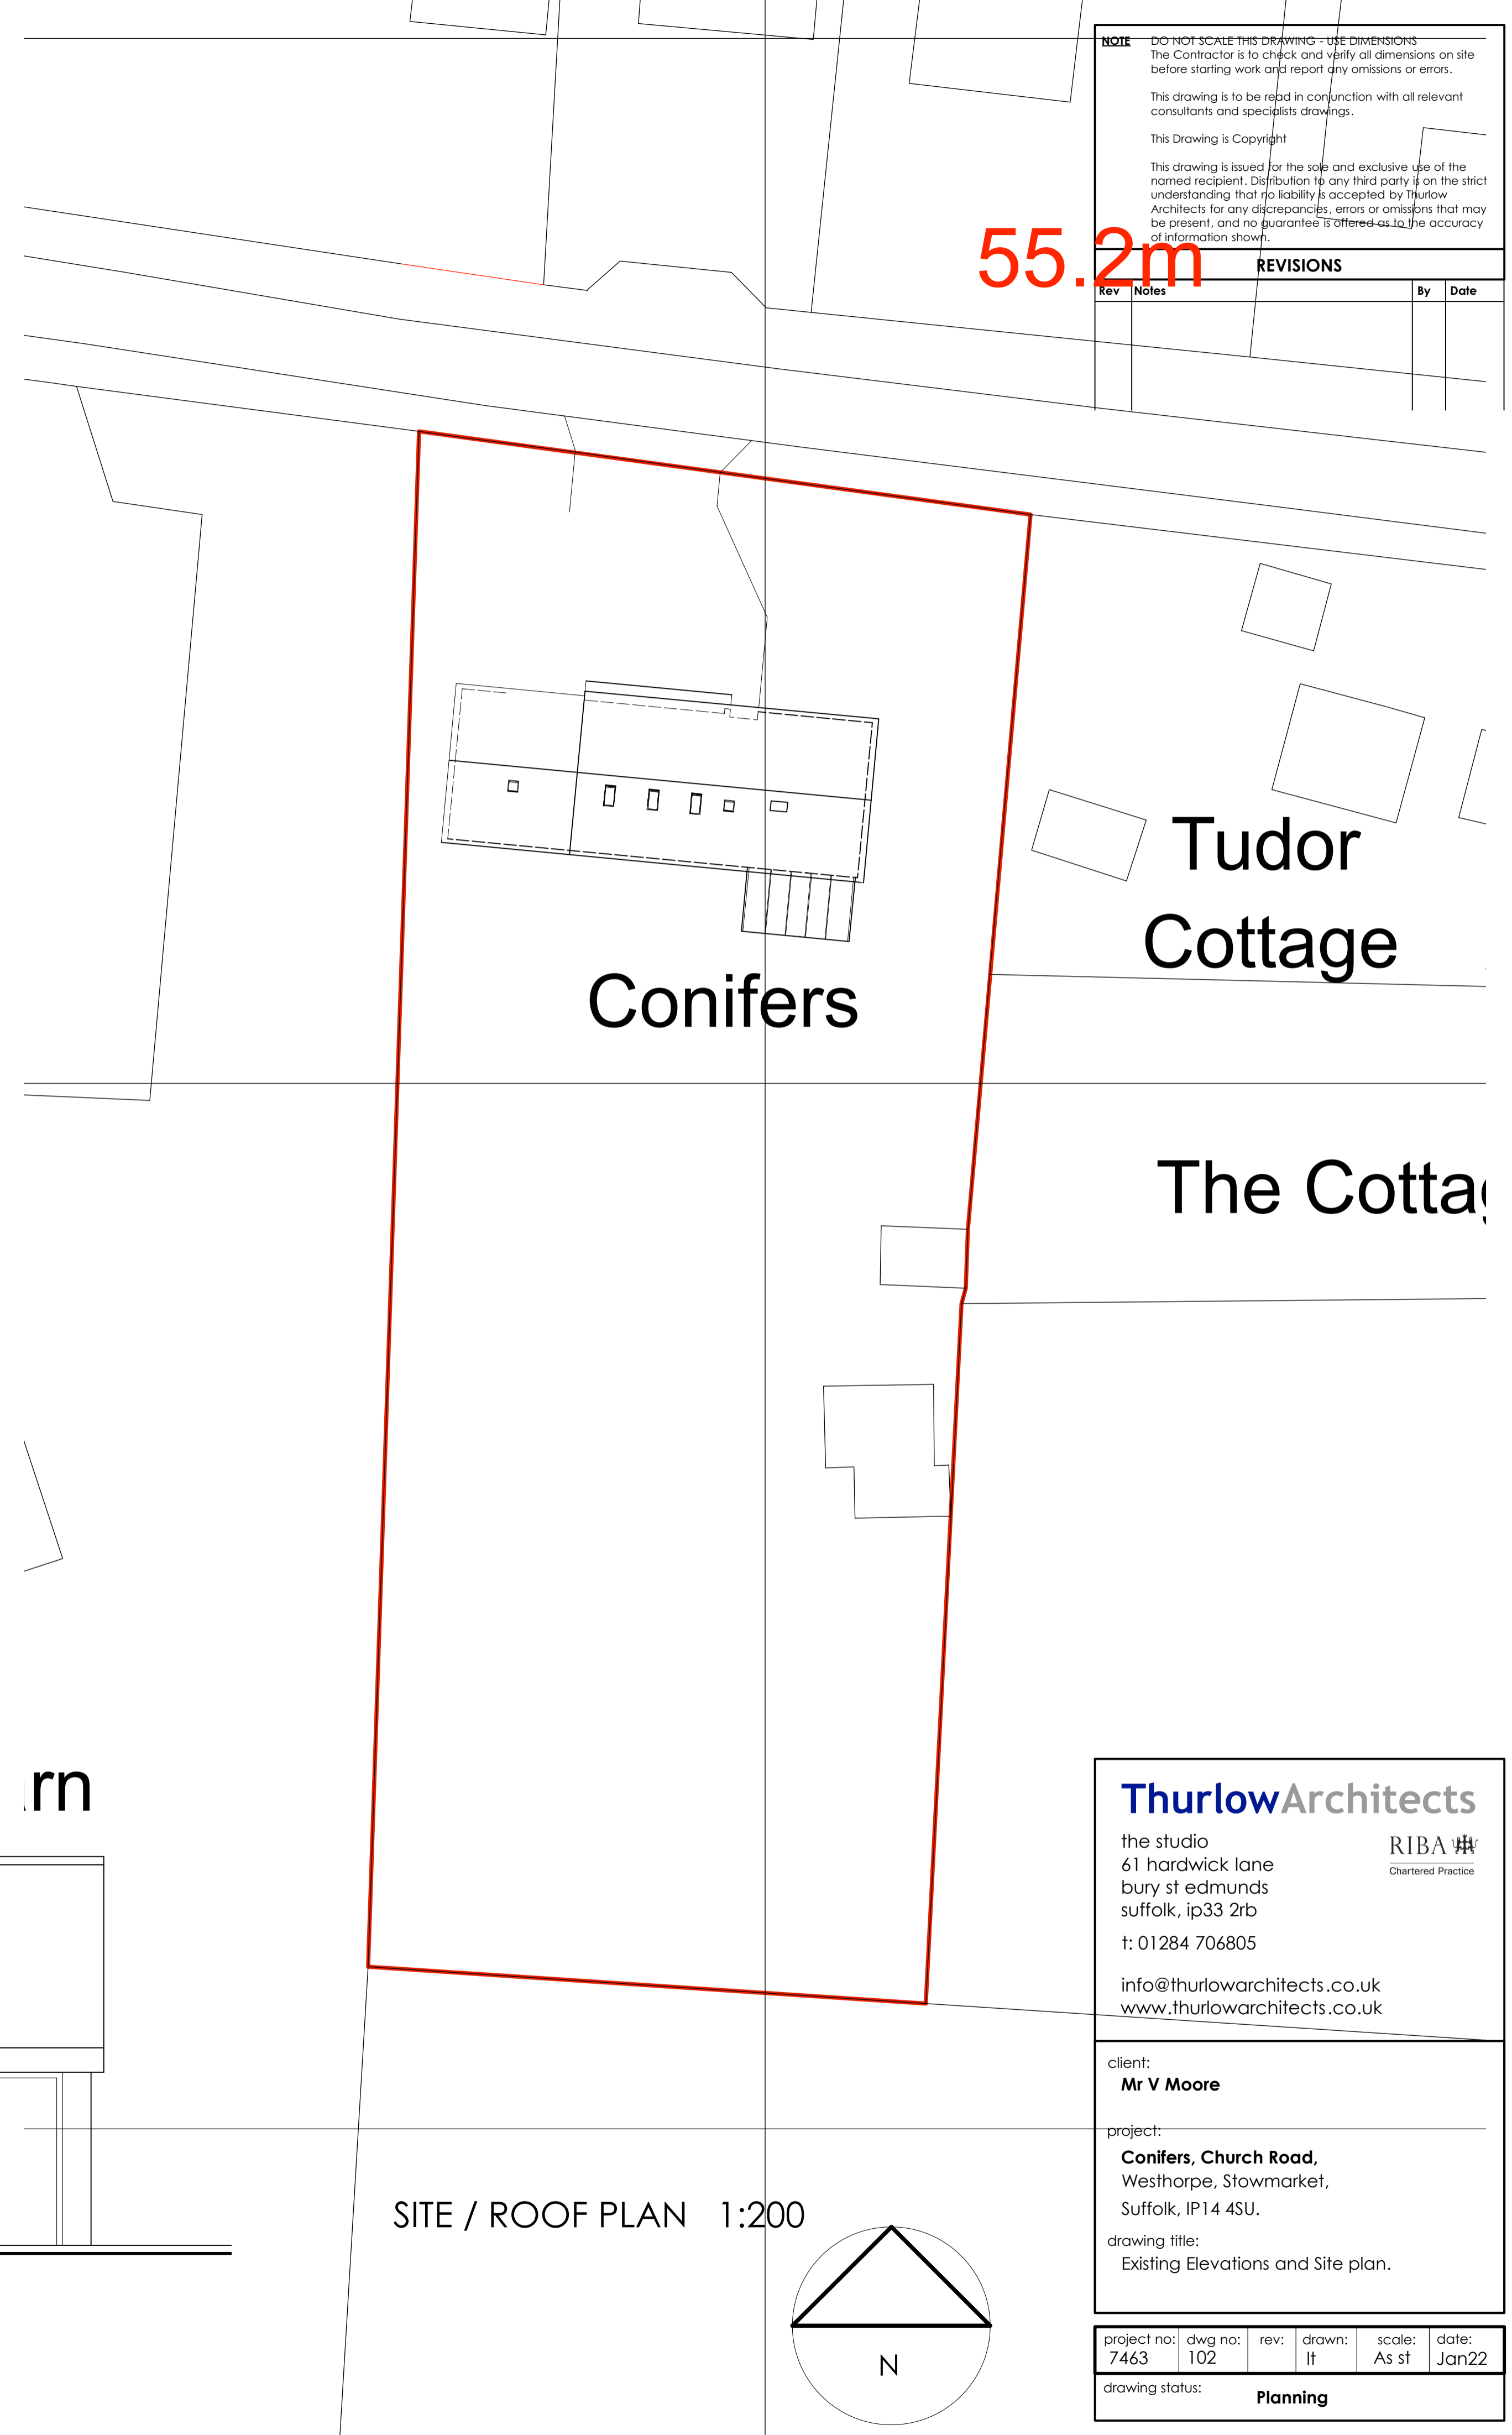 NOTE DO NOT SCALE THIS DRAWING - USE DIMENSIONS
The Contractor is to check and verify all dimensions on site
before starting work and report any omissions or errors.
This drawing is to be read in conjunction with all relevant
consultants and specialists drawings.
This Drawing is Copyright
This drawing is issued for the sole and exclusive use of the
named recipient. Distribution to any third party is on the strict
understanding that no liability is accepted by Thurlow
Architects for any discrepancies, errors or omissions that may
be present, and no guarantee is offered as to the accuracy
of information shown.
55.2m
REVISIONS
Rev Notes By Date
Tudor
Cottage
Conifers
The Cottag
rn
ThurlowArchitects
the studio
61 hardwick lane
bury st edmunds
suffolk, ip33 2rb
RIBA
Chartered Practice
t: 01284 706805
info@thurlowarchitects.co.uk
www.thurlowarchitects.co.uk
client:
Mr V Moore
project:
Conifers, Church Road,
Westhorpe, Stowmarket,
Suffolk, IP14 4SU.
drawing title:
Existing Elevations and Site plan.
SITE / ROOF PLAN 1:200
N
project no: dwg no: rev: drawn: scale: date:
7463 102 lt As st Jan22
drawing status:
Planning